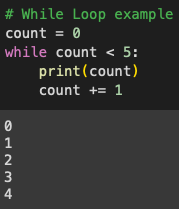 # While Loop example
count = 0
while count < 5:
    print(count)
    count += 1
0
1
2
3
4